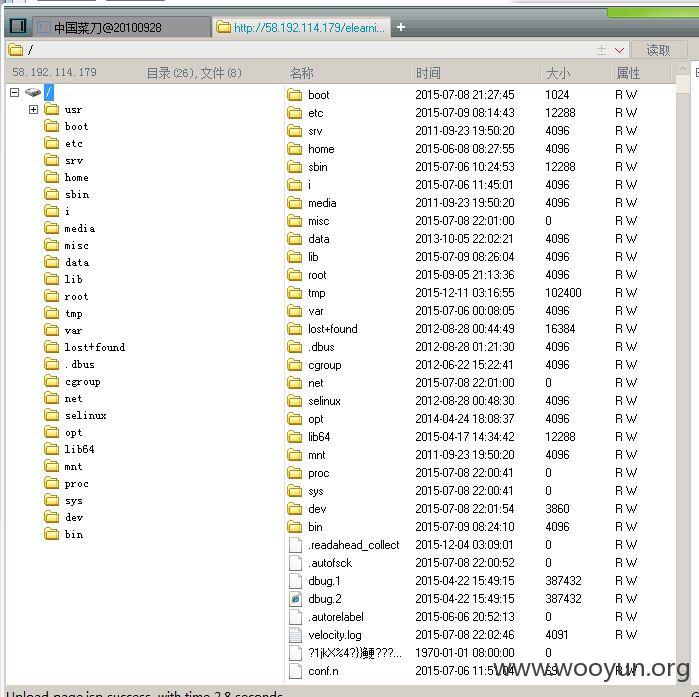 中国菜刀@20100928 http://58.192.114.179/elearni... +
/ 读取
58.192.114.179 目录(26),文件(8) 名称 时间 大小 属性
/
usr
boot
etc
srv
home
sbin
i
media
misc
data
lib
root
tmp
var
lost+found
.dbus
cgroup
net
selinux
opt
lib64
mnt
proc
sys
dev
bin
boot 2015-07-08 21:27:45 1024 R W
etc 2015-07-09 08:14:43 12288 R W
srv 2011-09-23 19:50:20 4096 R W
home 2015-06-08 08:27:55 4096 R W
sbin 2015-07-06 10:24:53 12288 R W
i 2015-07-06 11:45:01 4096 R W
media 2011-09-23 19:50:20 4096 R W
misc 2015-07-08 22:01:00 0 R W
data 2013-10-05 22:02:21 4096 R W
lib 2015-07-09 08:26:04 4096 R W
root 2015-09-05 21:13:36 4096 R W
tmp 2015-12-11 03:16:55 102400 R W
var 2015-07-06 00:08:05 4096 R W
lost+found 2012-08-28 00:44:49 16384 R W
.dbus 2012-08-28 01:21:30 4096 R W
cgroup 2012-06-22 15:22:41 4096 R W
net 2015-07-08 22:01:00 0 R W
selinux 2012-08-28 00:48:30 4096 R W
opt 2014-04-24 18:08:37 4096 R W
lib64 2015-04-17 14:34:42 12288 R W
mnt 2011-09-23 19:50:20 4096 R W
proc 2015-07-08 22:00:41 0 R W
sys 2015-07-08 22:00:41 0 R W
dev 2015-07-08 22:01:54 3860 R W
bin 2015-07-09 08:24:10 4096 R W
.readahead_collect 2015-12-04 03:09:01 0 R W
.autofsck 2015-07-08 22:00:52 0 R W
dbug.1 2015-04-22 15:49:15 387432 R W
dbug.2 2015-04-22 15:49:15 387432 R W
.autorelabel 2015-06-06 20:52:13 0 R W
velocity.log 2015-07-08 22:02:46 4091 R W
1970-01-01 08:00:00 0
conf.n 2015-07-06 R W
www.wooyun.org
Upload page.jsp success, with time 2.8 seconds